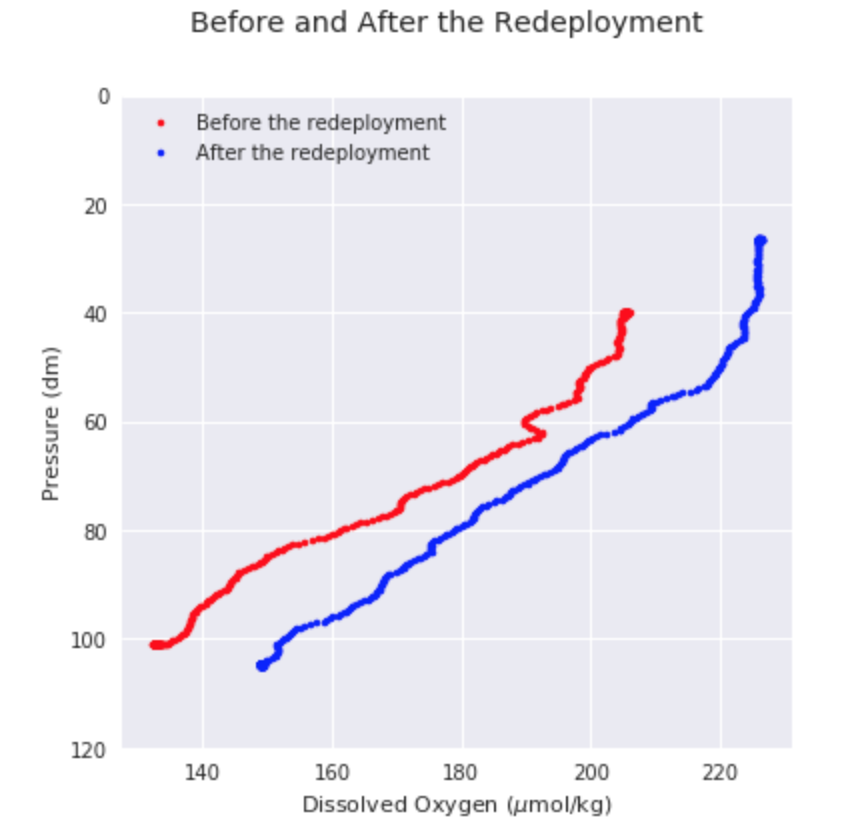 Before and After the Redeployment
Before the redeployment
After the redeployment
0
20
40
60
80
100
120
Pressure (dm)
140 160 180 200 220
Dissolved Oxygen (μmol/kg)